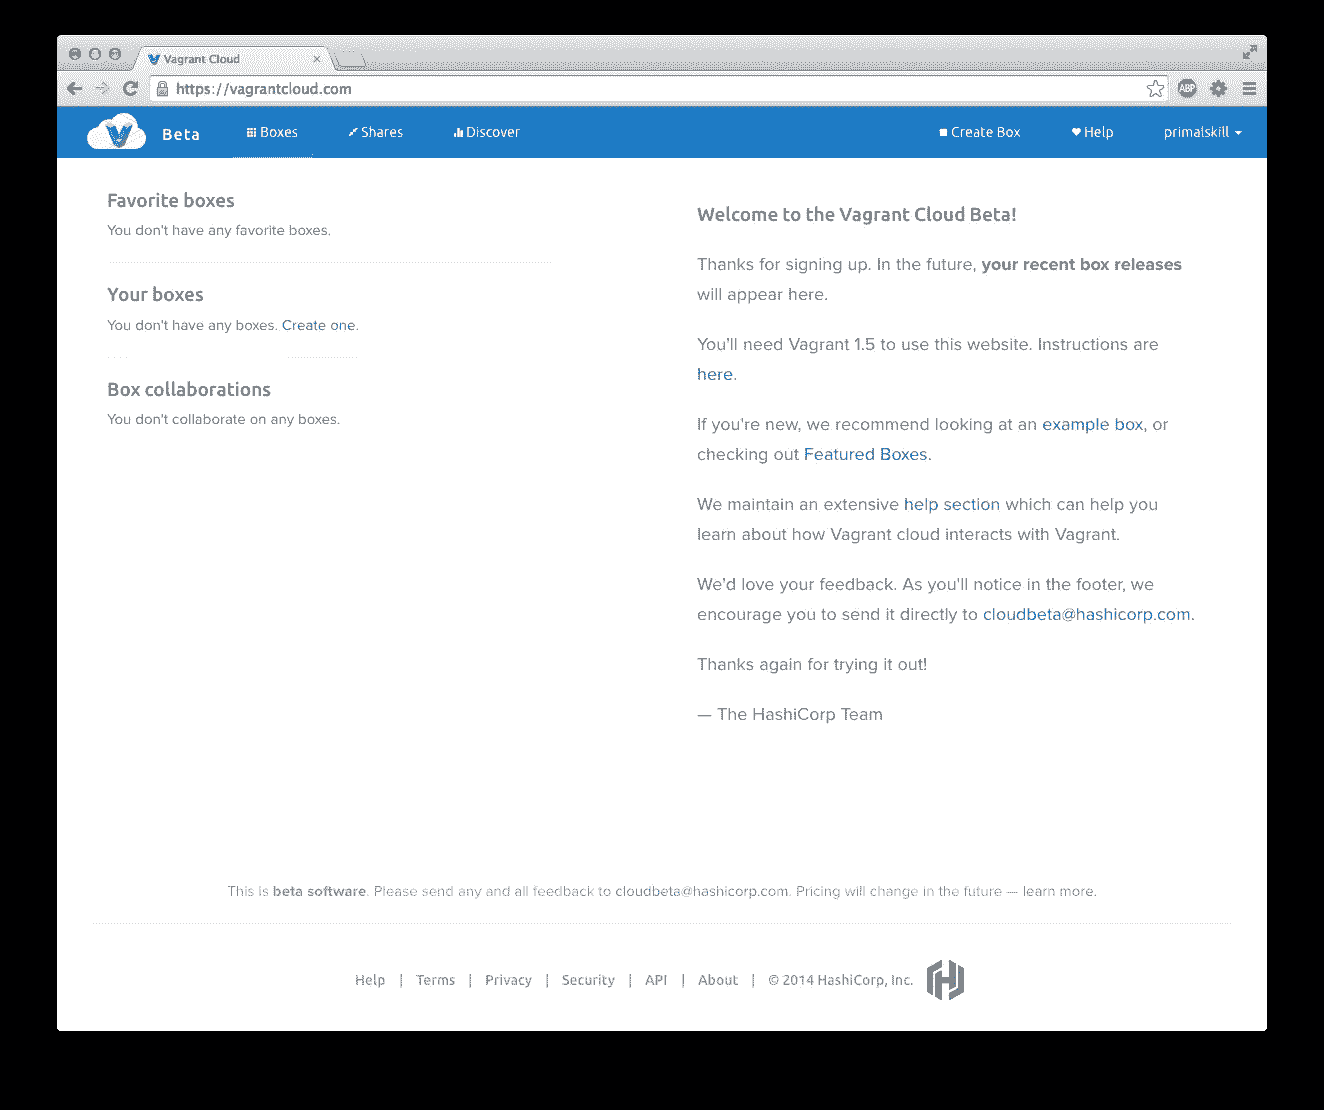 Vagrant Cloud
https://vagrantcloud.com
ABP
Beta
Boxes
Shares
Discover
Create Box
Help
primalskill
Favorite boxes
You don't have any favorite boxes.
Your boxes
You don't have any boxes. Create one.
Box collaborations
You don't collaborate on any boxes.
Welcome to the Vagrant Cloud Beta!
Thanks for signing up. In the future, your recent box releases
will appear here.
You'll need Vagrant 1.5 to use this website. Instructions are
here.
If you're new, we recommend looking at an example box, or
checking out Featured Boxes.
We maintain an extensive help section which can help you
learn about how Vagrant cloud interacts with Vagrant.
We'd love your feedback. As you'll notice in the footer, we
encourage you to send it directly to cloudbeta@hashicorp.com.
Thanks again for trying it out!
— The HashiCorp Team
This is beta software. Please send any and all feedback to cloudbeta@hashicorp.com. Pricing will change in the future — learn more.
Help | Terms | Privacy | Security | API | About | © 2014 HashiCorp, Inc.